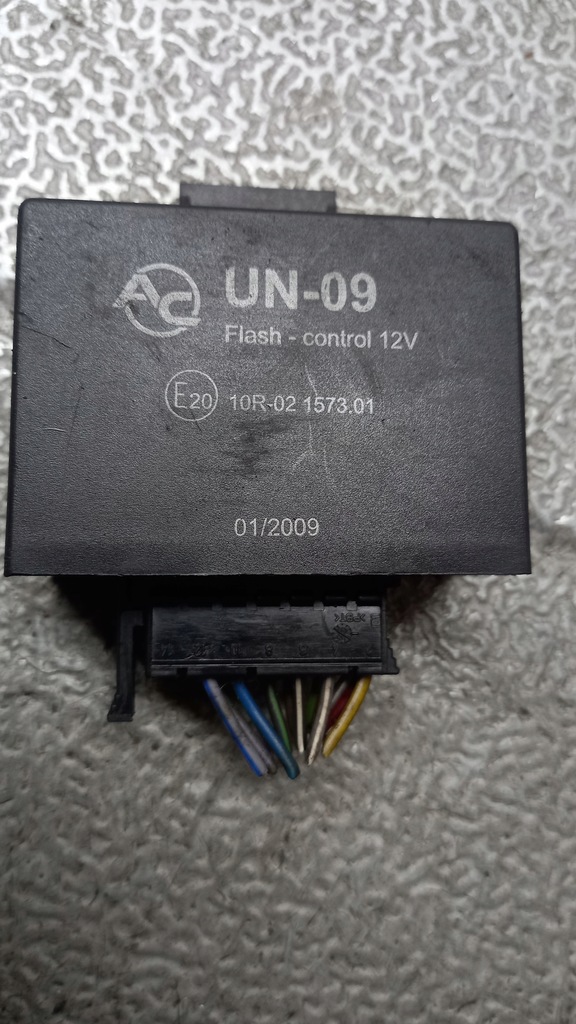 AC
UN-09
Flash - control 12V
E20
10R-02 1573.01
01/2009